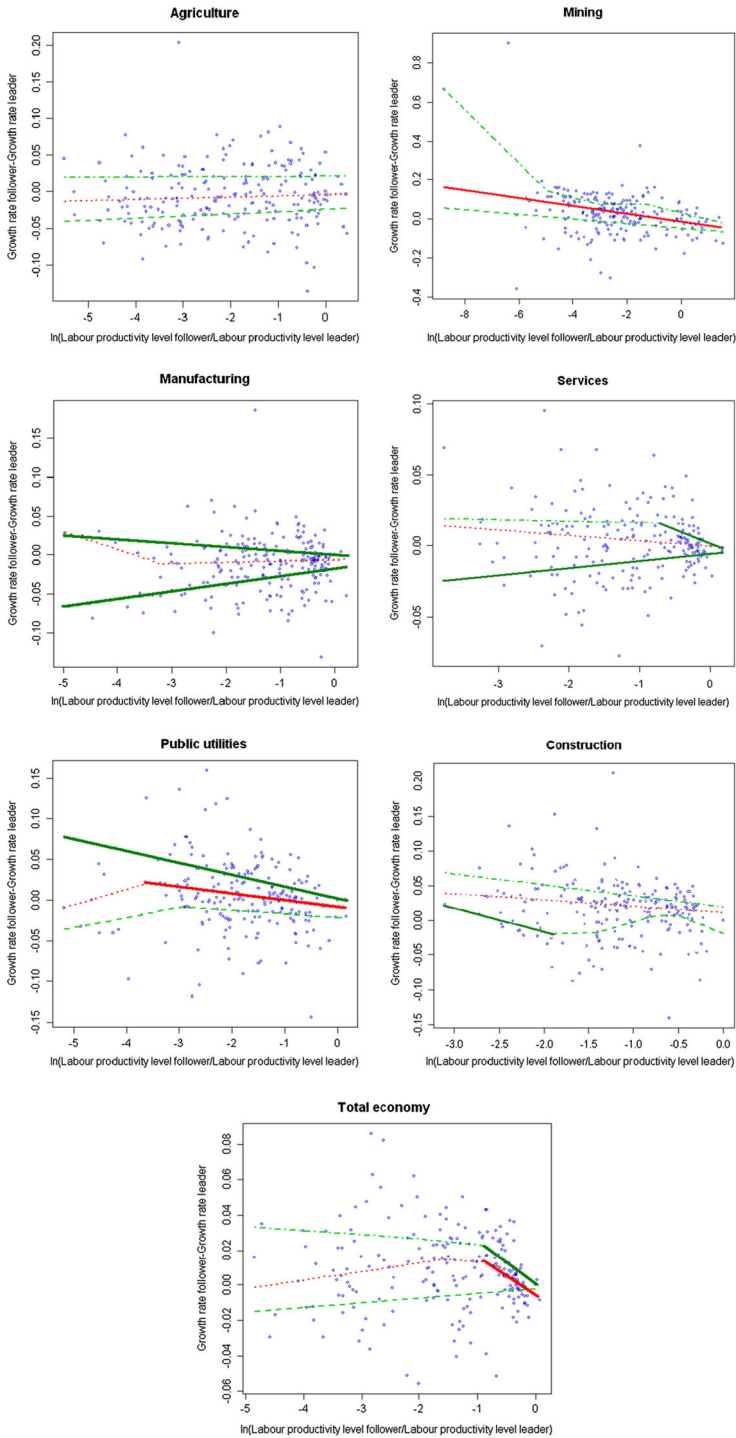 Agriculture
Growth rate follower-Growth rate leader
0.20
0.15
0.10
0.05
0.00
-0.05
-0.10
-5 -4 -3 -2 -1 0
ln(Labour productivity level follower/Labour productivity level leader)
Mining
Growth rate follower-Growth rate leader
0.8
0.6
0.4
0.2
0.0
-0.2
-0.4
-8 -6 -4 -2 0
ln(Labour productivity level follower/Labour productivity level leader)
Manufacturing
Growth rate follower-Growth rate leader
0.15
0.10
0.05
0.00
-0.05
-0.10
-5 -4 -3 -2 -1 0
ln(Labour productivity level follower/Labour productivity level leader)
Services
Growth rate follower-Growth rate leader
0.10
0.05
0.00
-0.05
-3 -2 -1 0
ln(Labour productivity level follower/Labour productivity level leader)
Public utilities
Growth rate follower-Growth rate leader
0.15
0.10
0.05
0.00
-0.05
-0.10
-0.15
-5 -4 -3 -2 -1 0
ln(Labour productivity level follower/Labour productivity level leader)
Construction
Growth rate follower-Growth rate leader
0.20
0.15
0.10
0.05
0.00
-0.05
-0.10
-0.15
-3.0 -2.5 -2.0 -1.5 -1.0 -0.5 0.0
ln(Labour productivity level follower/Labour productivity level leader)
Total economy
Growth rate follower-Growth rate leader
0.08
0.06
0.04
0.02
0.00
-0.02
-0.04
-0.06
-5 -4 -3 -2 -1 0
ln(Labour productivity level follower/Labour productivity level leader)